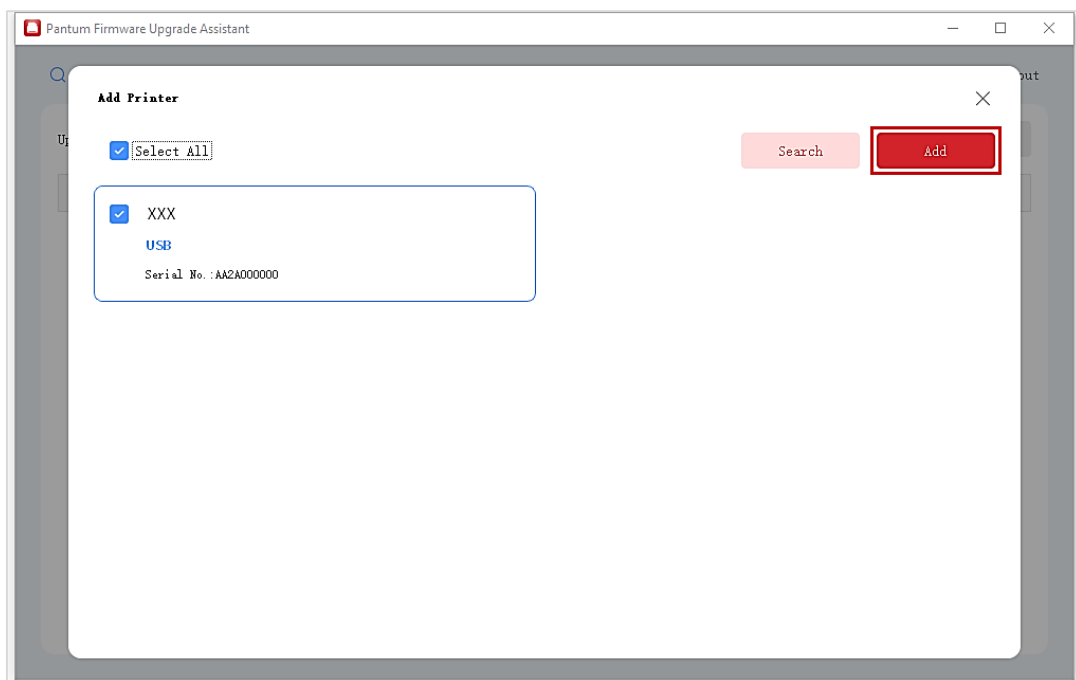 Pantum Firmware Upgrade Assistant
Add Printer
Select All
Search
Add
XXX
USB
Serial No.:AA2A000000